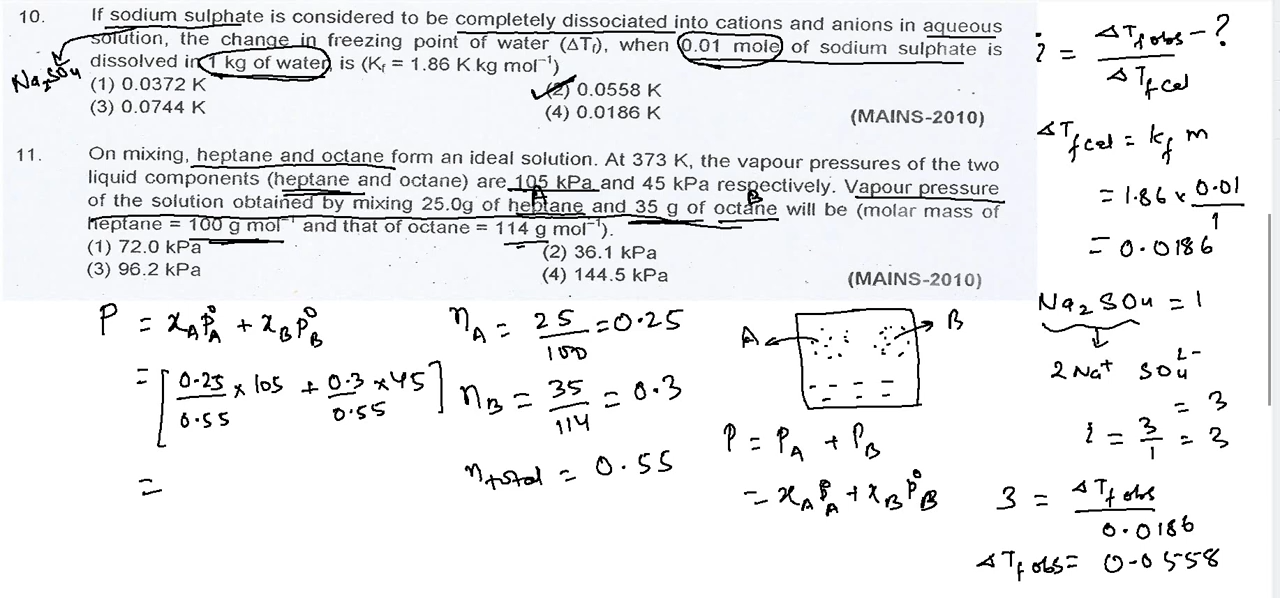 10. If sodium sulphate is considered to be completely dissociated into cations and anions in aqueous
solution, the change in freezing point of water (ΔTf), when 0.01 mole of sodium sulphate is
dissolved in 1 kg of water, is (Kf = 1.86 K kg mol⁻¹)
Na₂SO₄
(1) 0.0372 K (2) 0.0558 K
(3) 0.0744 K (4) 0.0186 K (MAINS-2010)
11. On mixing, heptane and octane form an ideal solution. At 373 K, the vapour pressures of the two
liquid components (heptane and octane) are 105 kPa and 45 kPa respectively. Vapour pressure
A B
of the solution obtained by mixing 25.0g of heptane and 35 g of octane will be (molar mass of
heptane = 100 g mol⁻¹ and that of octane = 114 g mol⁻¹).
(1) 72.0 kPa (2) 36.1 kPa
(3) 96.2 kPa (4) 144.5 kPa (MAINS-2010)
P = xA P°A + xB P°B
= [0.25/0.55 × 105 + 0.3/0.55 × 45]
=
nA = 25/100 = 0.25
nB = 35/114 = 0.3
ntotal = 0.55
A B
P = PA + PB
= xA P°A + xB P°B
i = ΔTf obs - ?/ΔTf cal
ΔTf cal = kf m
= 1.86 × 0.01/1
= 0.0186
Na₂SO₄ = 1
2Na⁺ SO₄²⁻
= 3
i = 3/1 = 3
3 = ΔTf obs/0.0186
ΔTf obs = 0.0558